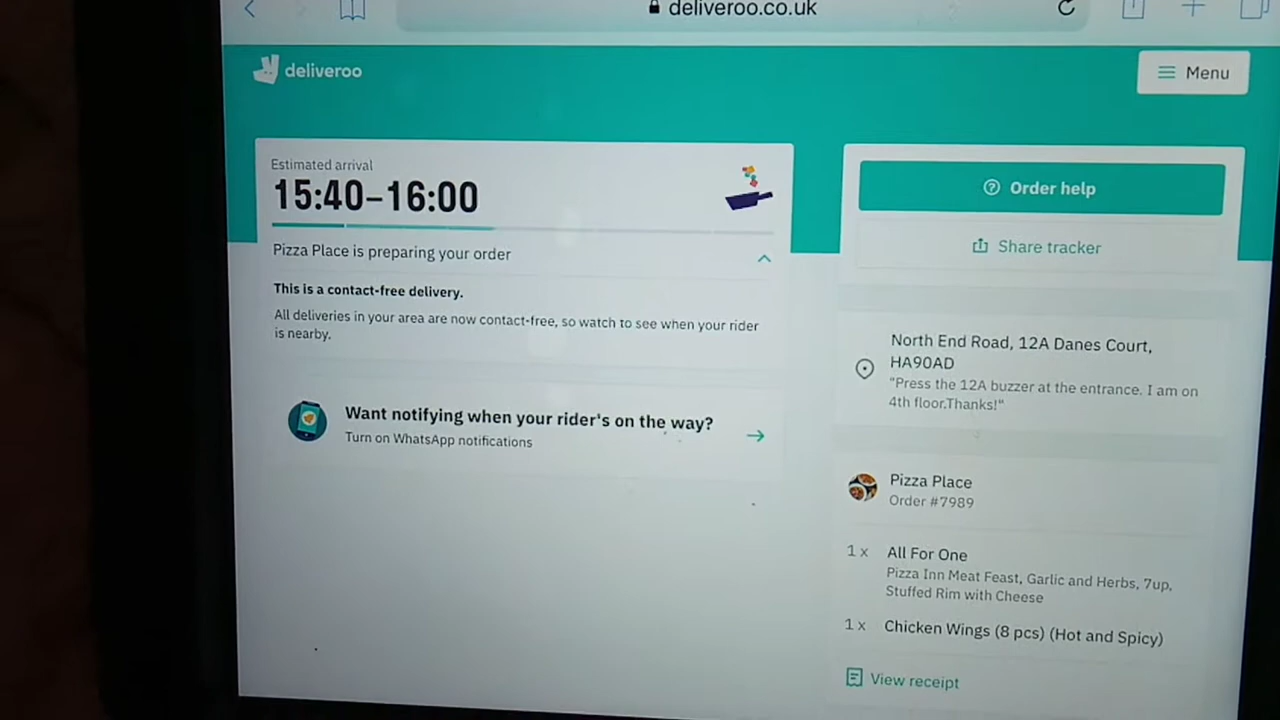 deliveroo.co.uk
deliveroo
Menu
Estimated arrival
15:40–16:00
Pizza Place is preparing your order
This is a contact-free delivery.
All deliveries in your area are now contact-free, so watch to see when your rider
is nearby.
Want notifying when your rider's on the way?
Turn on WhatsApp notifications
Order help
Share tracker
North End Road, 12A Danes Court,
HA90AD
"Press the 12A buzzer at the entrance. I am on
4th floor.Thanks!"
Pizza Place
Order #7989
1 x All For One
Pizza Inn Meat Feast, Garlic and Herbs, 7up,
Stuffed Rim with Cheese
1 x Chicken Wings (8 pcs) (Hot and Spicy)
View receipt